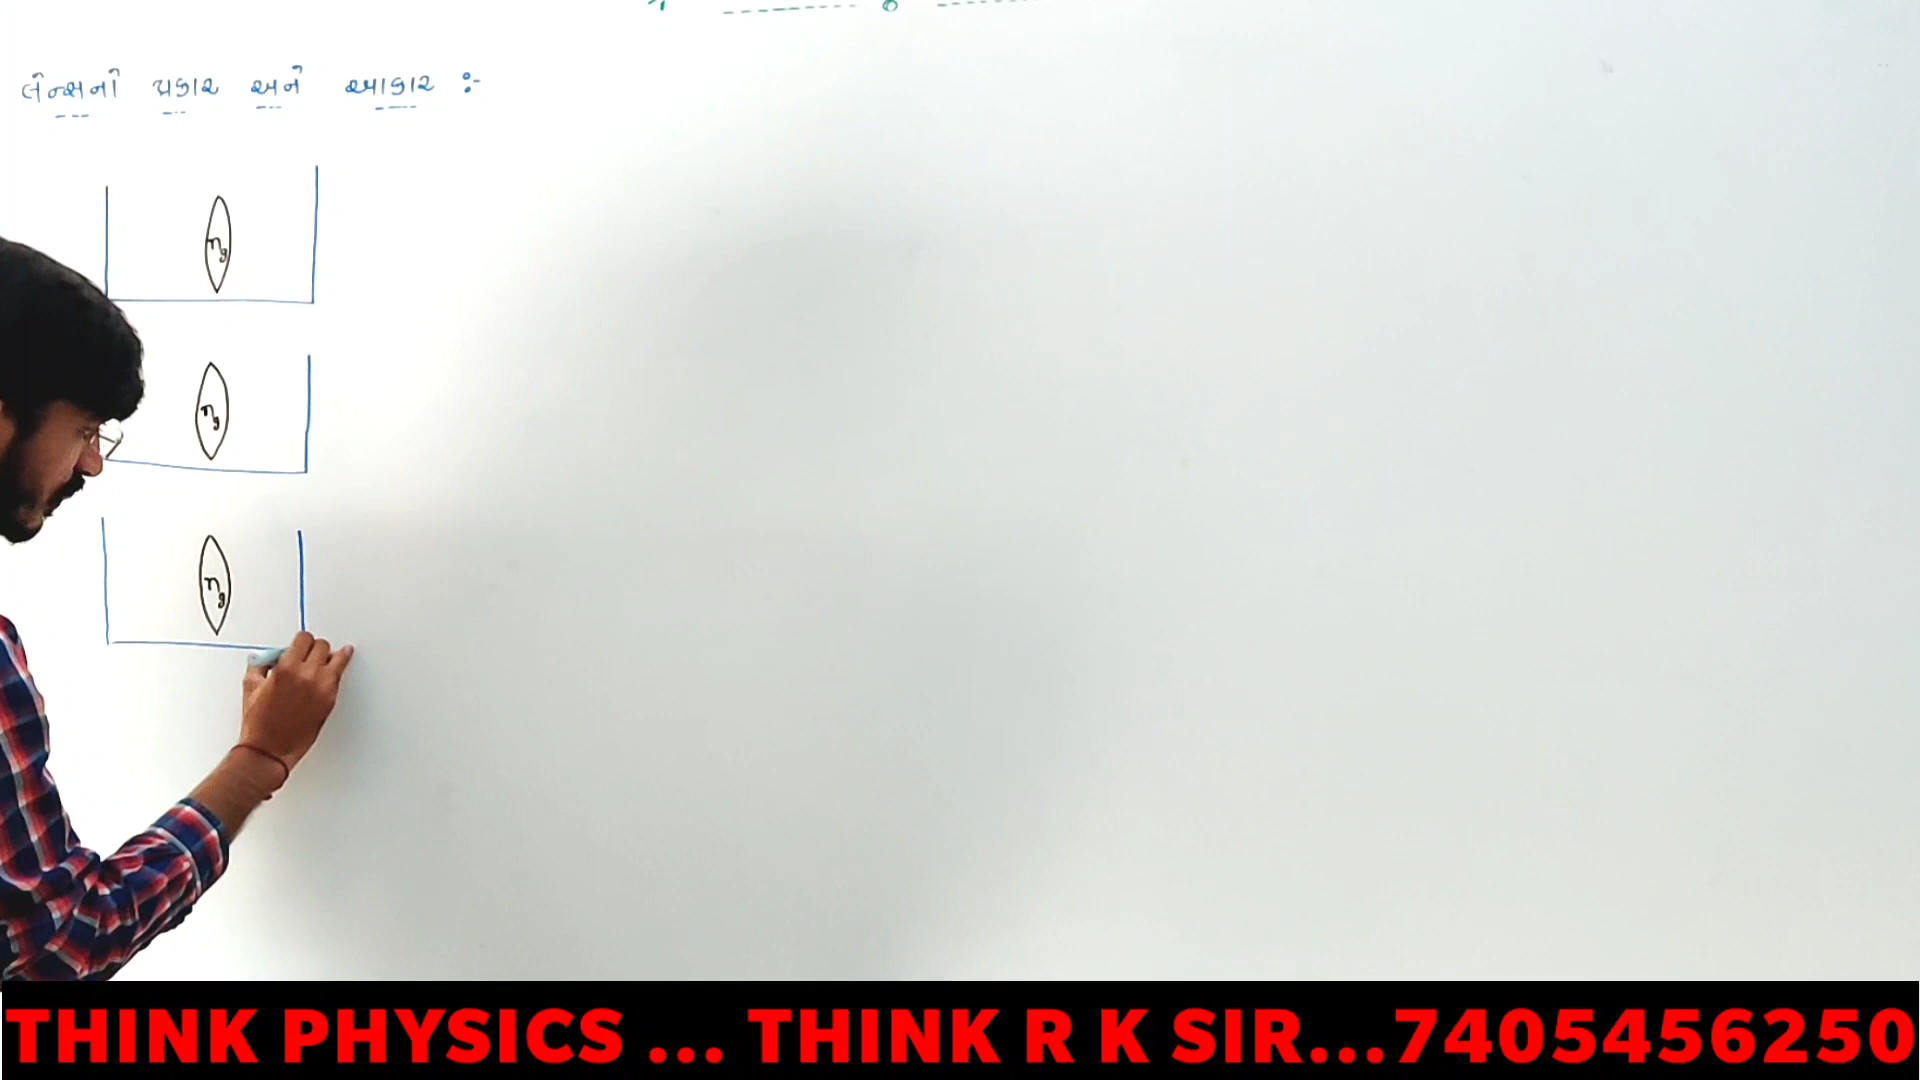 લેન્સનો પ્રકાર અને આકાર :-
ng
ng
ng
THINK PHYSICS ... THINK R K SIR...7405456250